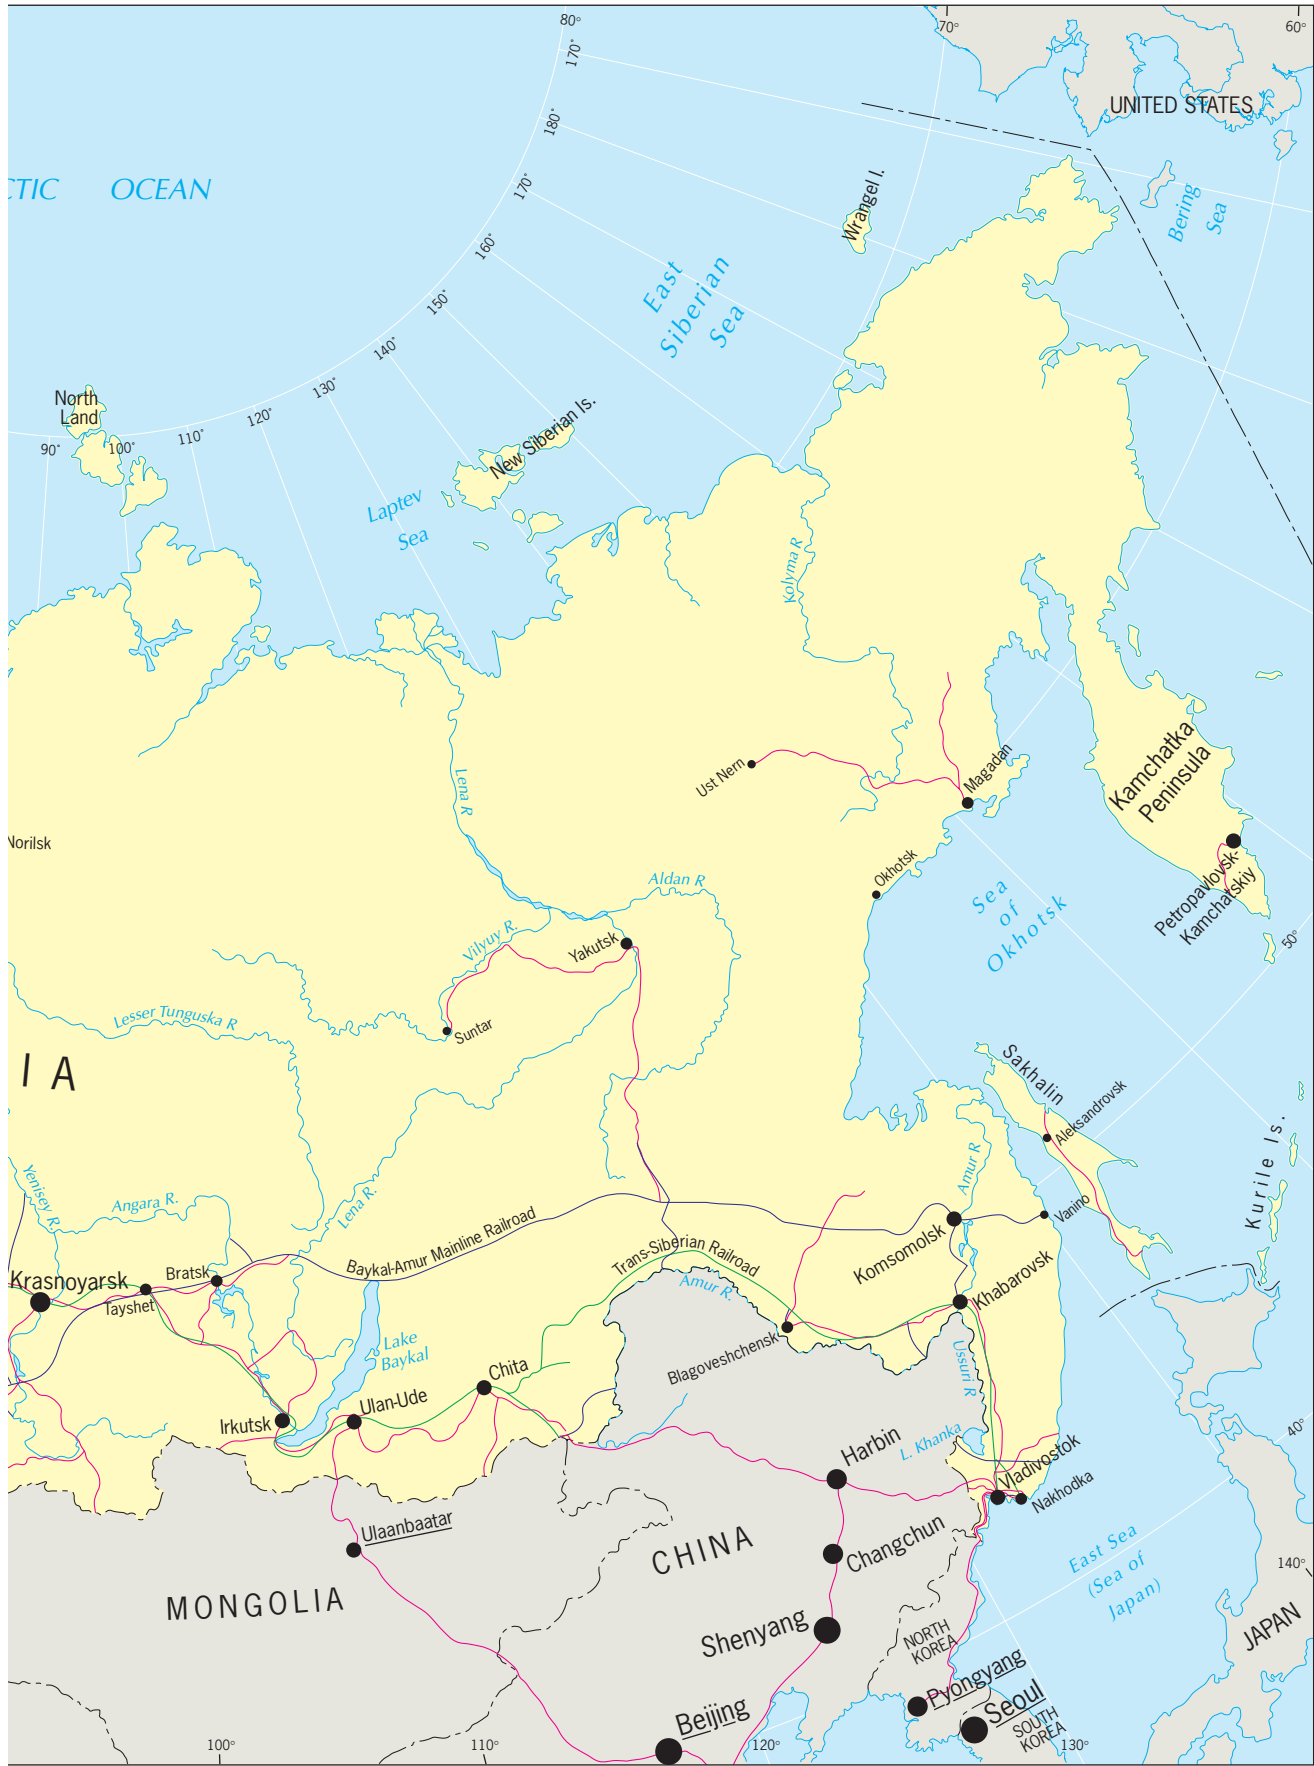 80°
70°
60°
170°
UNITED STATES
180°
CTIC OCEAN
170°
Wrangel I.
Bering
Sea
160°
East
Siberian
Sea
150°
140°
130°
North
Land
120°
110°
100°
90°
New Siberian Is.
Laptev
Sea
Kolyma R
Lena R
Ust Nern
Magadan
Kamchatka
Peninsula
Norilsk
Okhotsk
Aldan R
Petropavlovsk-
Kamchatskiy
Sea
of
Okhotsk
50°
Vilyuy R.
Yakutsk
Lesser Tunguska R
Suntar
I A
Sakhalin
Aleksandrovsk
Kurile Is.
Yenisey R.
Angara R.
Lena R.
Amur R
Vanino
Baykal-Amur Mainline Railroad
Trans-Siberian Railroad
Komsomolsk
Krasnoyarsk
Bratsk
Tayshet
Amur R.
Khabarovsk
Lake
Baykal
Blagoveshchensk
Ussuri R
Chita
Ulan-Ude
Irkutsk
40°
Harbin
L. Khanka
Vladivostok
Nakhodka
Ulaanbaatar
CHINA
Changchun
East Sea
(Sea of
Japan)
140°
MONGOLIA
Shenyang
NORTH
KOREA
JAPAN
Pyongyang
Seoul
SOUTH
KOREA
Beijing
100°
110°
120°
130°